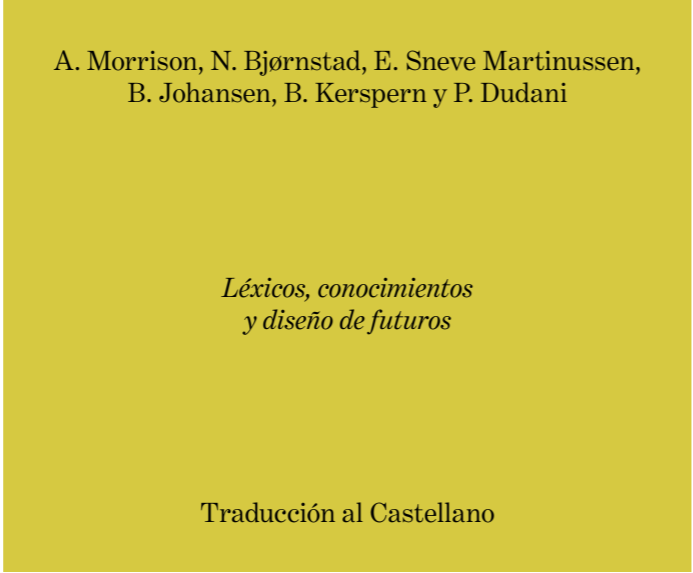 A. Morrison, N. Bjørnstad, E. Sneve Martinussen,
B. Johansen, B. Kerspern y P. Dudani
Léxicos, conocimientos
y diseño de futuros
Traducción al Castellano